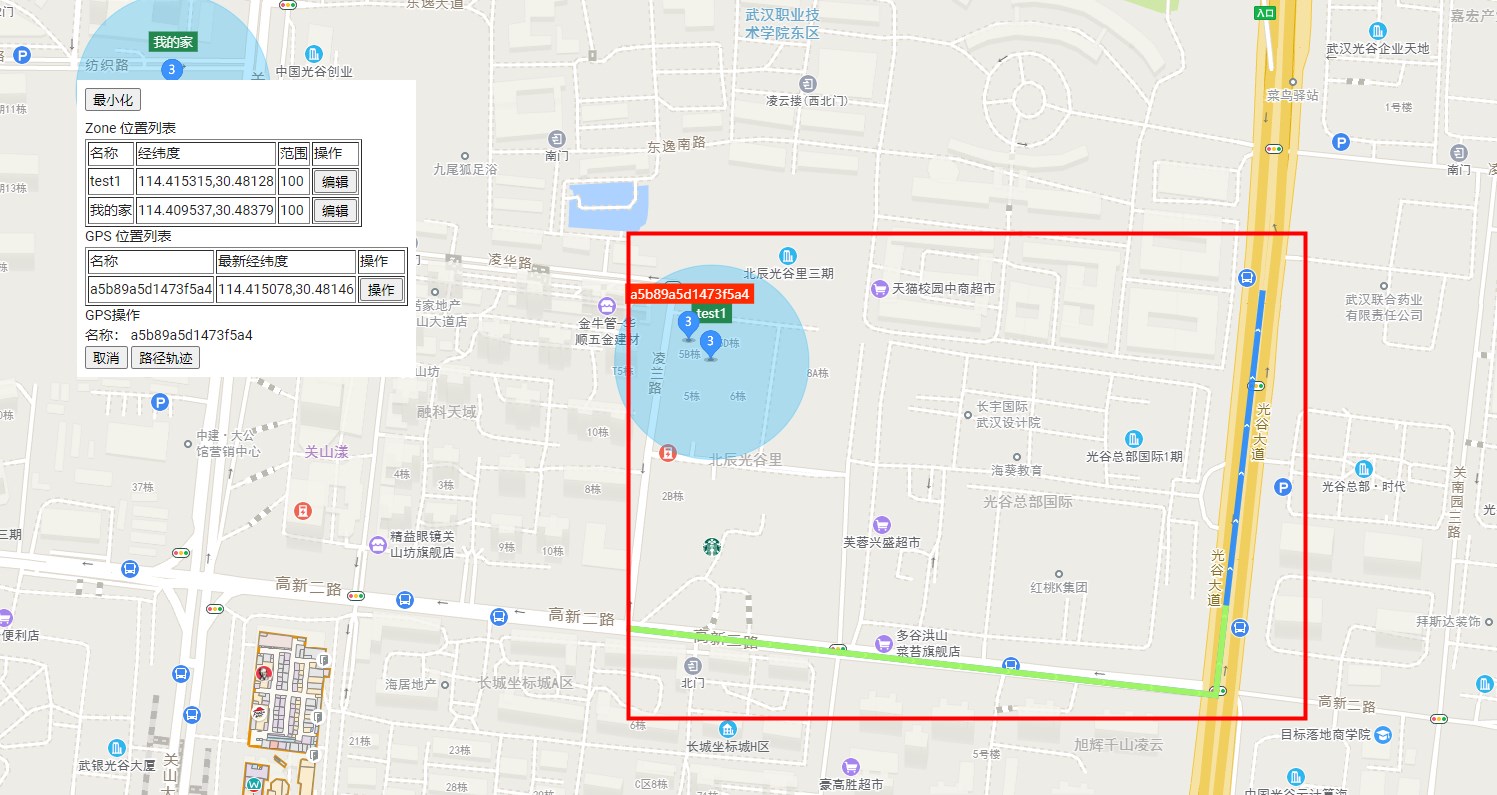 东逸大道
武汉职业技
术学院东区
入口
嘉宏产
我的家
纺织路
3
中国光谷创业
武汉光谷企业天地
凌云搂(西北门)
菜鸟驿站
1号楼
最小化
Zone 位置列表
名称 经纬度 范围 操作
test1 114.415315,30.48128 100 编辑
我的家 114.409537,30.48379 100 编辑
GPS 位置列表
名称 最新经纬度 操作
a5b89a5d1473f5a4 114.415078,30.48146 操作
GPS操作
名称： a5b89a5d1473f5a4
取消 路径轨迹
南门
东逸南路
九尾狐足浴
南门
凌华路
北辰光谷里三期
天猫校园中商超市
a5b89a5d1473f5a4
test1
3
3
金牛管-华
顺五金建材
武汉联合药业
有限责任公司
山大道店
5B栋
D栋
凌兰路
T5栋
8A栋
5栋
6栋
山坊
融科天域
长宇国际
武汉设计院
光谷大道
10栋
中建·大公
馆营销中心
关山漾
北辰光谷里
海葵教育
光谷总部国际1期
光谷总部·时代
关南园三路
4栋
3栋
8栋
2B栋
37栋
光谷总部国际
三期
精益眼镜关
山坊旗舰店
9栋
10栋
芙蓉兴盛超市
光谷大道
红桃K集团
高新二路
高新二路
高新二路
便利店
多谷洪山
菜苔旗舰店
拜斯达装饰
海居地产
长城坐标城A区
北门
高新二路
6栋
目标落地商学院
21栋
23栋
长城坐标城H区
5号楼
旭辉千山凌云
武银光谷大厦
关山大
28栋
C区8栋
豪高胜超市